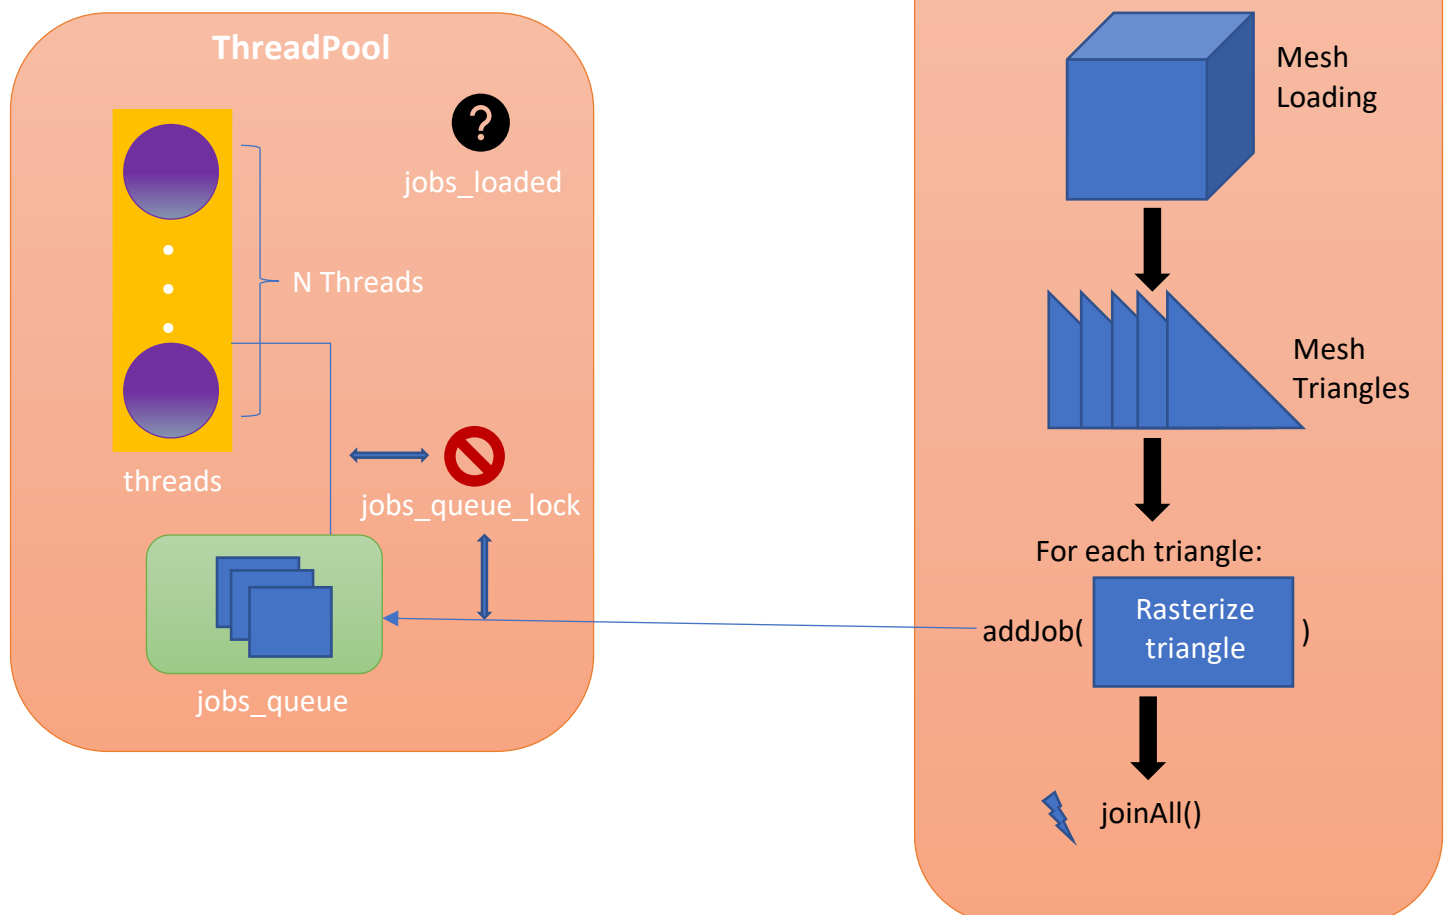 ThreadPool
?
jobs_loaded
N Threads
threads
jobs_queue_lock
jobs_queue
Mesh
Loading
Mesh
Triangles
For each triangle:
addJob(
Rasterize
triangle
)
joinAll()